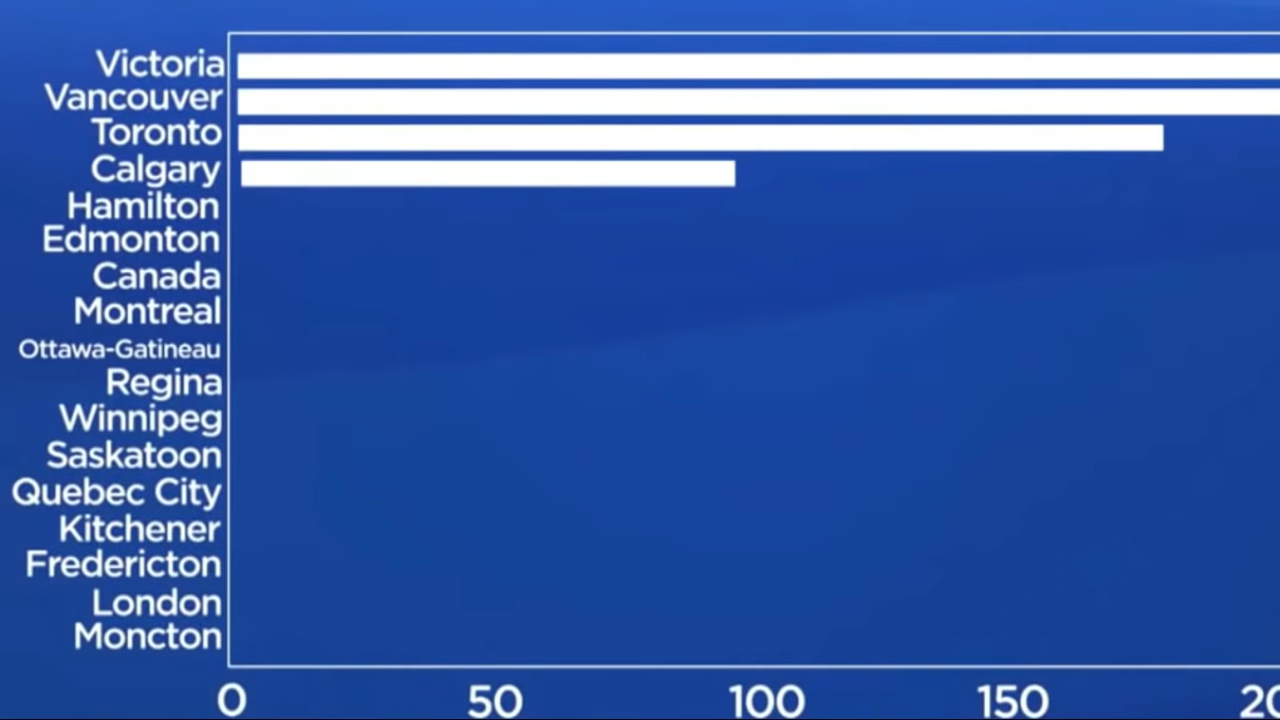 Victoria
Vancouver
Toronto
Calgary
Hamilton
Edmonton
Canada
Montreal
Ottawa-Gatineau
Regina
Winnipeg
Saskatoon
Quebec City
Kitchener
Fredericton
London
Moncton
0 50 100 150